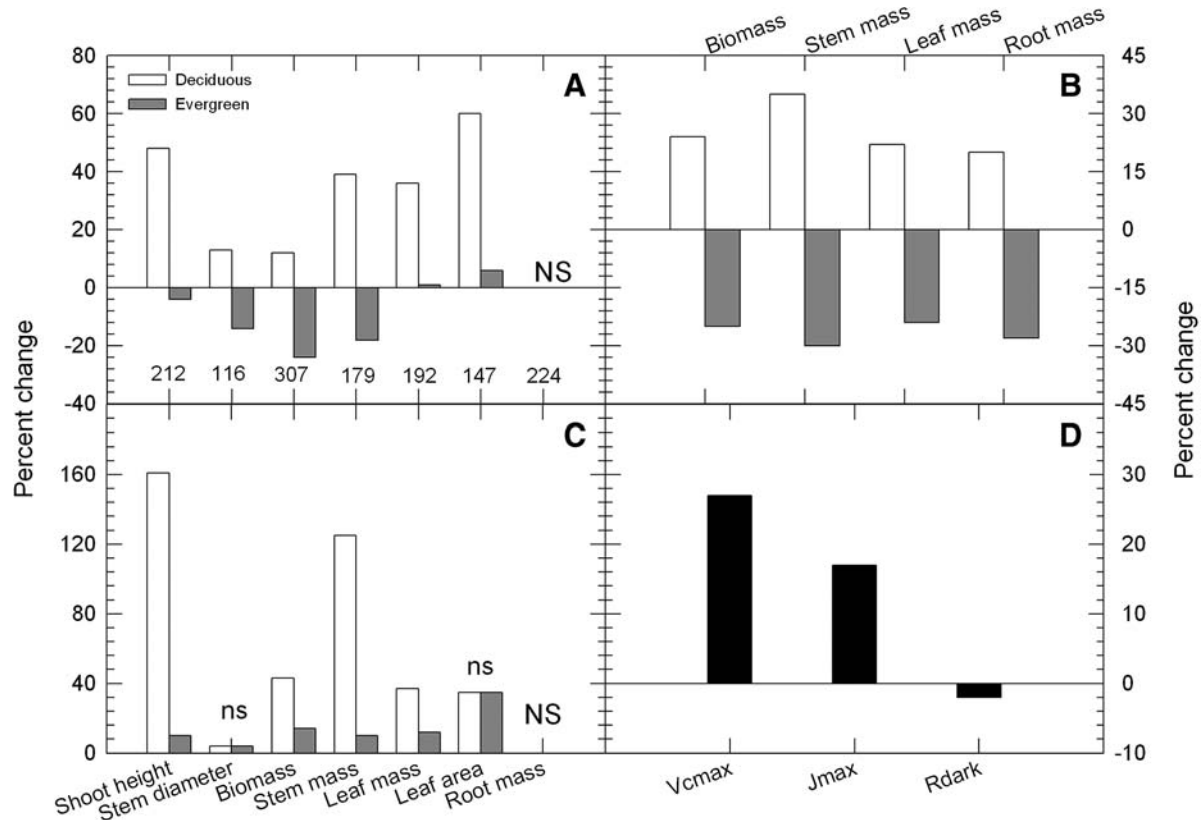 Biomass Stem mass Leaf mass Root mass
80 A B 45
Deciduous
Evergreen
60 30
40 15
20 0
0 NS -15
-20 -30
212 116 307 179 192 147 224
-40 -45
Percent change
Percent change
C D
160 30
120 20
80 10
ns
40 0
ns NS
0 -10
Shoot height Stem diameter Biomass Stem mass Leaf mass Leaf area Root mass
Vcmax Jmax Rdark